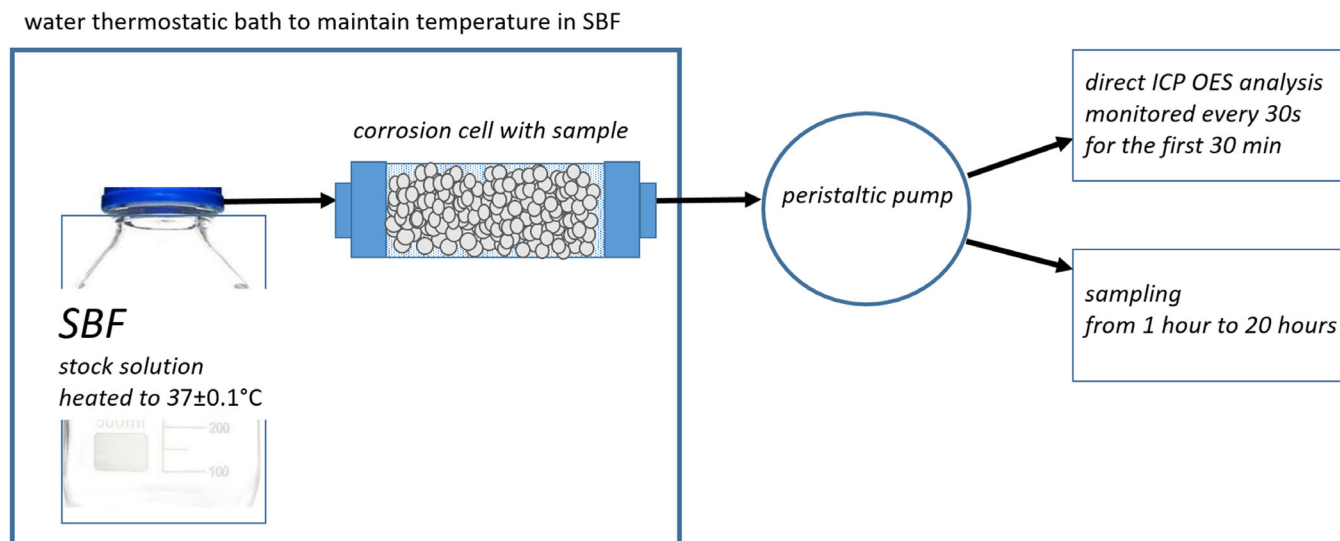 water thermostatic bath to maintain temperature in SBF
corrosion cell with sample
SBF
stock solution
heated to 37±0.1°C
500ml
200
100
peristaltic pump
direct ICP OES analysis
monitored every 30s
for the first 30 min
sampling
from 1 hour to 20 hours